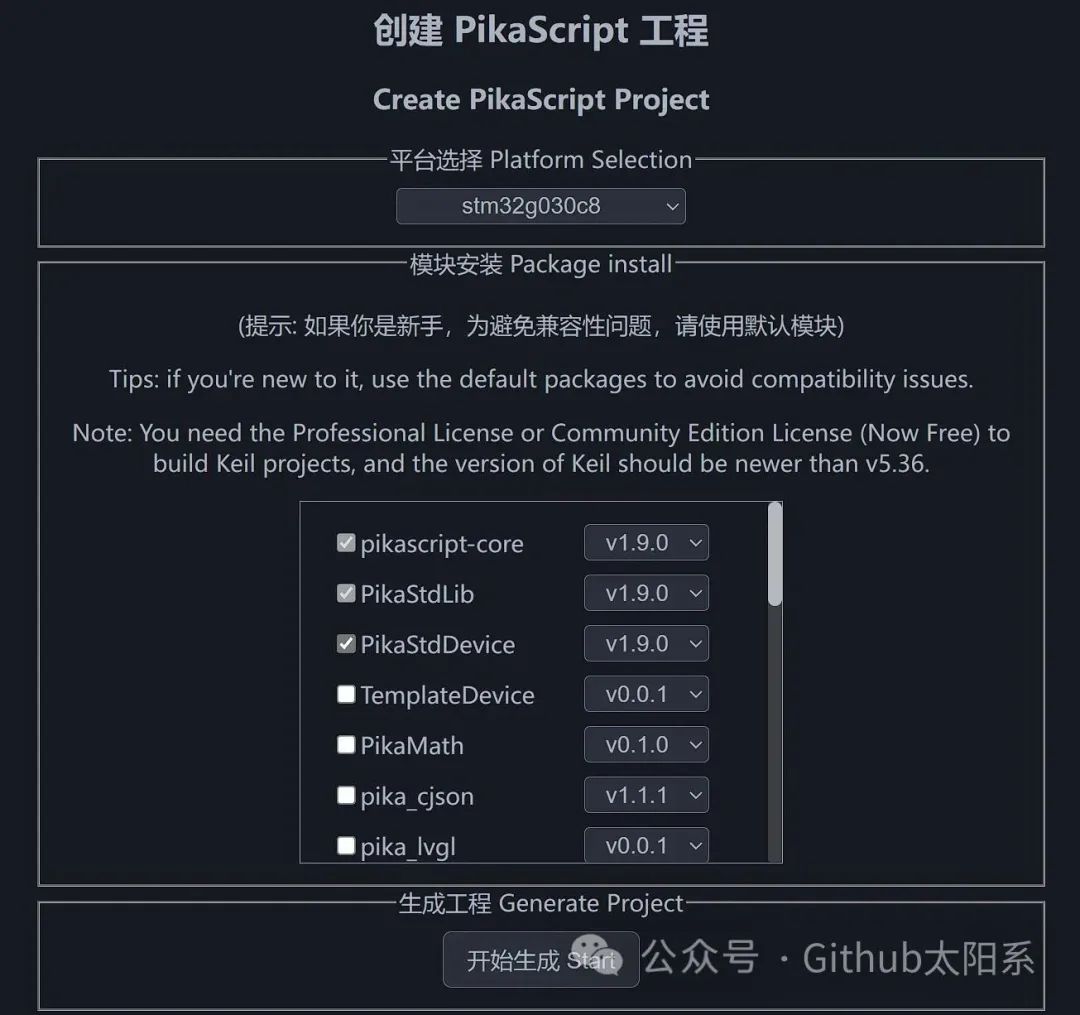 创建 PikaScript 工程
Create PikaScript Project
平台选择 Platform Selection
stm32g030c8
模块安装 Package install
(提示: 如果你是新手，为避免兼容性问题，请使用默认模块)
Tips: if you're new to it, use the default packages to avoid compatibility issues.
Note: You need the Professional License or Community Edition License (Now Free) to
build Keil projects, and the version of Keil should be newer than v5.36.
pikascript-core v1.9.0
PikaStdLib v1.9.0
PikaStdDevice v1.9.0
TemplateDevice v0.0.1
PikaMath v0.1.0
pika_cjson v1.1.1
pika_lvgl v0.0.1
生成工程 Generate Project
开始生成 Start
公众号 · Github太阳系